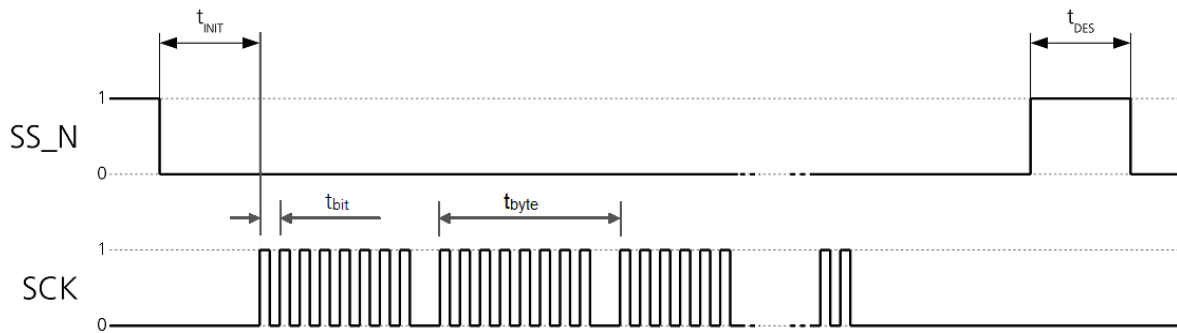 tINIT tDES
1
SS_N
0
tbit tbyte
1
SCK
0